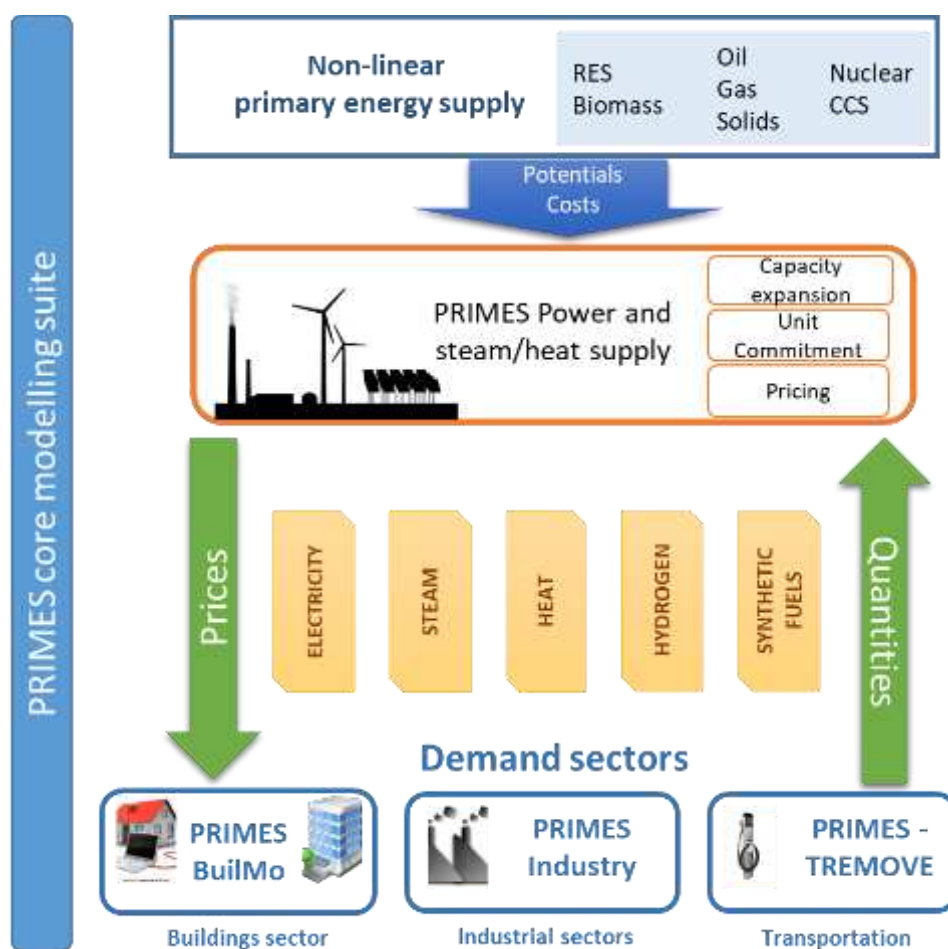 PRIMES core modelling suite
Non-linear
primary energy supply
RES
Biomass
Oil
Gas
Solids
Nuclear
CCS
Potentials
Costs
PRIMES Power and
steam/heat supply
Capacity
expansion
Unit
Commitment
Pricing
Prices
ELECTRICITY
STEAM
HEAT
HYDROGEN
SYNTHETIC
FUELS
Quantities
Demand sectors
PRIMES
BuilMo
PRIMES
Industry
PRIMES -
TREMOVE
Buildings sector
Industrial sectors
Transportation